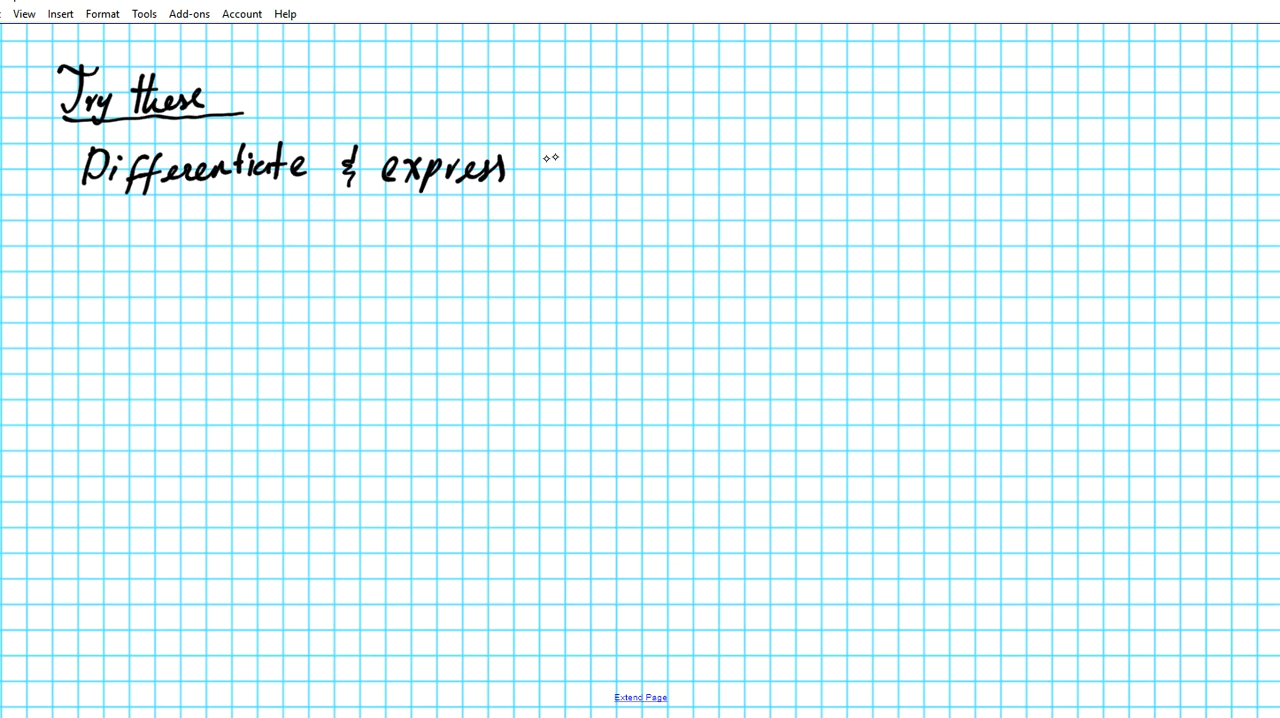 View Insert Format Tools Add-ons Account Help
Try these
Differentiate & express
Extend Page